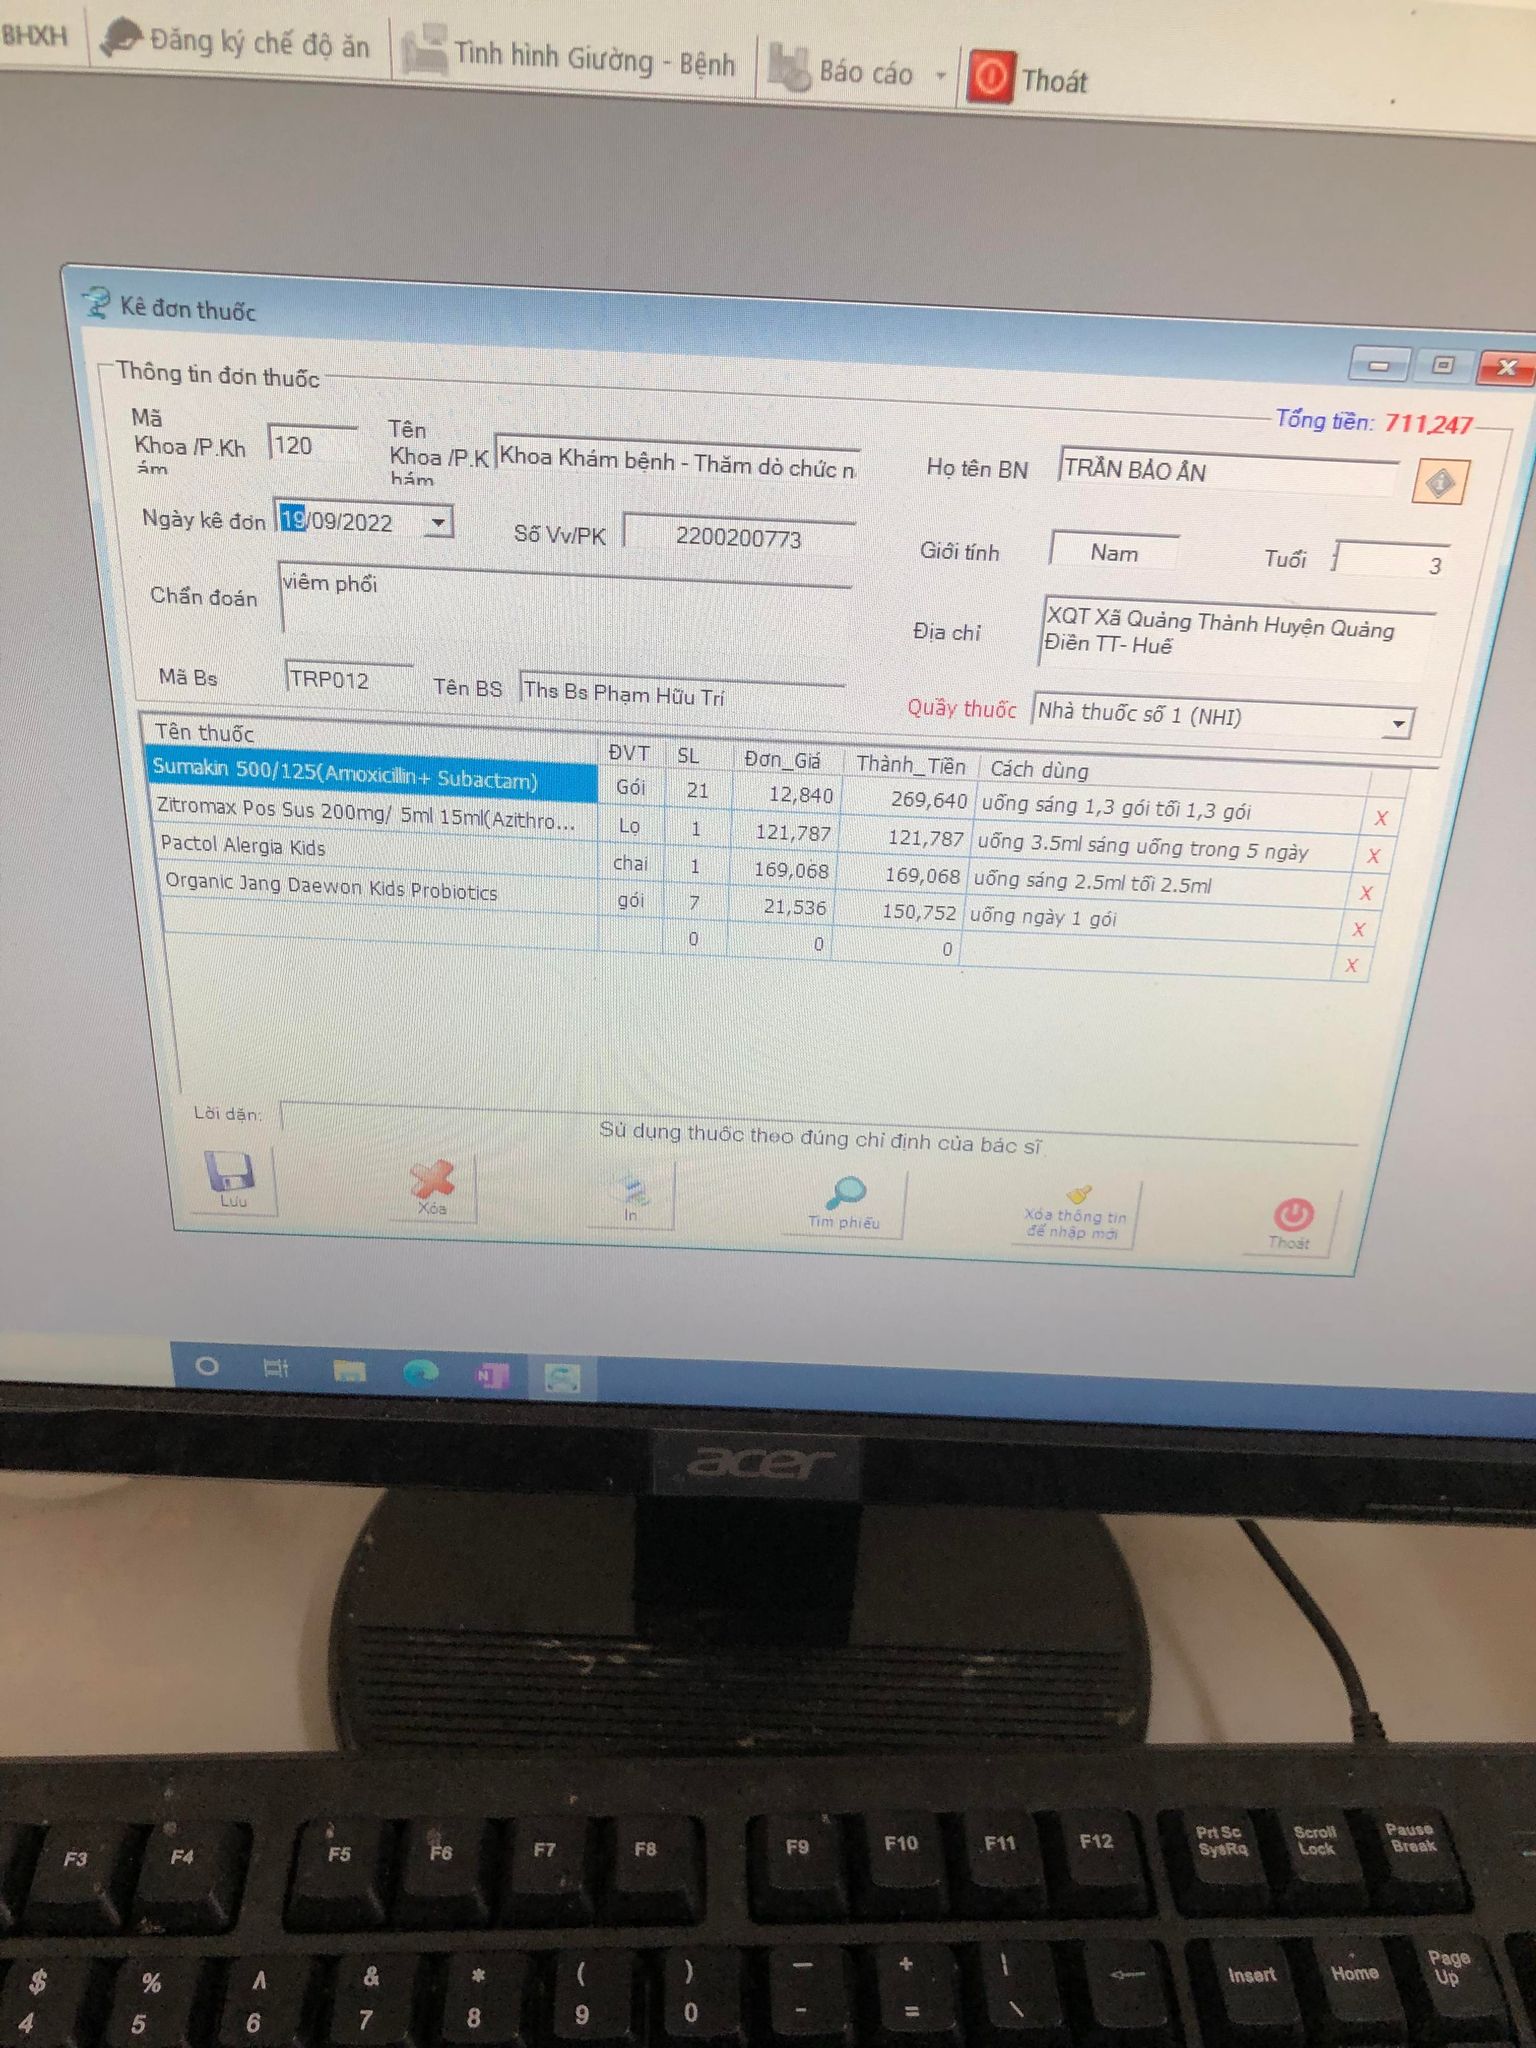 BHXH
Đăng ký chế độ ăn
Tình hình Giường - Bệnh
Báo cáo
Thoát
Kê đơn thuốc
Thông tin đơn thuốc
Tổng tiền: 711,247
Mã
Khoa /P.Kh
ám
120
Tên
Khoa /P.K
hám
Khoa Khám bệnh - Thăm dò chức n
Họ tên BN
TRẦN BẢO ÂN
Ngày kê đơn
19/09/2022
Số Vv/PK
2200200773
Giới tính
Nam
Tuổi
3
Chẩn đoán
viêm phổi
Địa chỉ
XQT Xã Quảng Thành Huyện Quảng
Điền TT- Huế
Mã Bs
TRP012
Tên BS
Ths Bs Phạm Hữu Trí
Quầy thuốc
Nhà thuốc số 1 (NHI)
Tên thuốc ĐVT SL Đơn_Giá Thành_Tiền Cách dùng
Sumakin 500/125(Amoxicillin+ Subactam) Gói 21 12,840 269,640 uống sáng 1,3 gói tối 1,3 gói X
Zitromax Pos Sus 200mg/ 5ml 15ml(Azithro... Lọ 1 121,787 121,787 uống 3.5ml sáng uống trong 5 ngày X
Pactol Alergia Kids chai 1 169,068 169,068 uống sáng 2.5ml tối 2.5ml X
Organic Jang Daewon Kids Probiotics gói 7 21,536 150,752 uống ngày 1 gói X
0 0 0 X
Lời dặn:
Sử dụng thuốc theo đúng chỉ định của bác sĩ
Lưu
Xóa
In
Tìm phiếu
Xóa thông tin
để nhập mới
Thoát
acer
F3 F4 F5 F6 F7 F8 F9 F10 F11 F12
Prt Sc
SysRq
Scroll
Lock
Pause
Break
$ % ^ & * ( ) — + |
4 5 6 7 8 9 0 - = \
Insert
Home
Page
Up